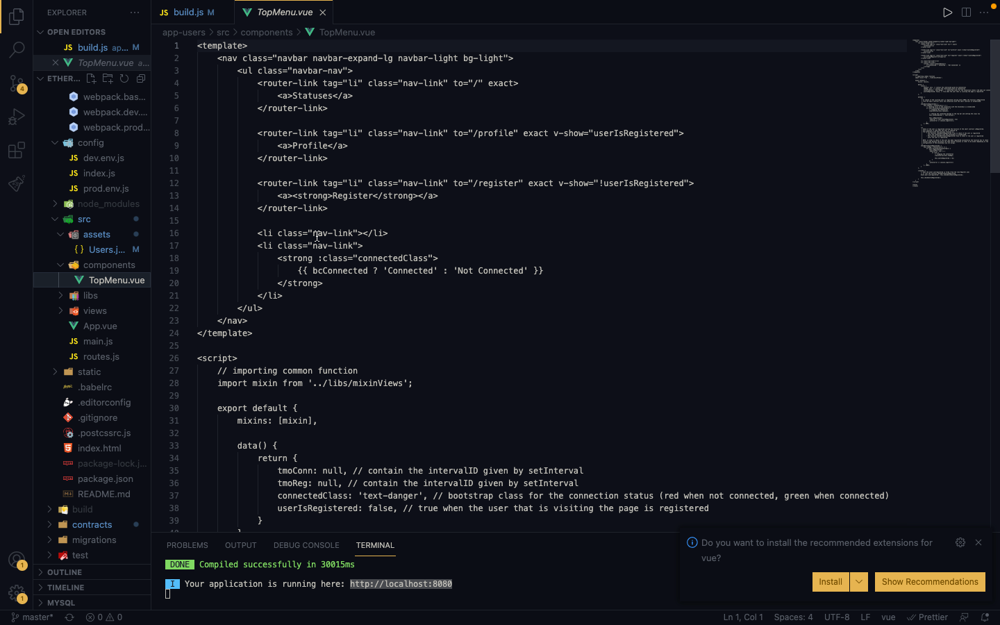 EXPLORER
OPEN EDITORS
JS build.js ap... M
TopMenu.vue a...
ETHER...
webpack.bas...
webpack.dev....
webpack.prod...
config
JS dev.env.js
JS index.js
JS prod.env.js
node_modules
src
assets
{} Users.j... M
components
TopMenu.vue
libs
views
App.vue
JS main.js
JS routes.js
static
.babelrc
.editorconfig
.gitignore
.postcssrc.js
index.html
package-lock.j...
package.json
README.md
build
contracts
migrations
test
OUTLINE
TIMELINE
MYSQL
4
1
1
JS build.js M
TopMenu.vue
app-users > src > components > TopMenu.vue
1 <template>
2 <nav class="navbar navbar-expand-lg navbar-light bg-light">
3 <ul class="navbar-nav">
4 <router-link tag="li" class="nav-link" to="/" exact>
5 <a>Statuses</a>
6 </router-link>
7
8 <router-link tag="li" class="nav-link" to="/profile" exact v-show="userIsRegistered">
9 <a>Profile</a>
10 </router-link>
11
12 <router-link tag="li" class="nav-link" to="/register" exact v-show="!userIsRegistered">
13 <a><strong>Register</strong></a>
14 </router-link>
15
16 <li class="nav-link"></li>
17 <li class="nav-link">
18 <strong :class="connectedClass">
19 {{ bcConnected ? 'Connected' : 'Not Connected' }}
20 </strong>
21 </li>
22 </ul>
23 </nav>
24 </template>
25
26 <script>
27 // importing common function
28 import mixin from '../libs/mixinViews';
29
30 export default {
31 mixins: [mixin],
32
33 data() {
34 return {
35 tmoConn: null, // contain the intervalID given by setInterval
36 tmoReg: null, // contain the intervalID given by setInterval
37 connectedClass: 'text-danger', // bootstrap class for the connection status (red when not connected, green when connected)
38 userIsRegistered: false, // true when the user that is visiting the page is registered
39 }
PROBLEMS OUTPUT DEBUG CONSOLE TERMINAL
DONE Compiled successfully in 30015ms
I Your application is running here: http://localhost:8080
Do you want to install the recommended extensions for
vue?
Install Show Recommendations
master* 0 0 Ln 1, Col 1 Spaces: 4 UTF-8 LF vue Prettier